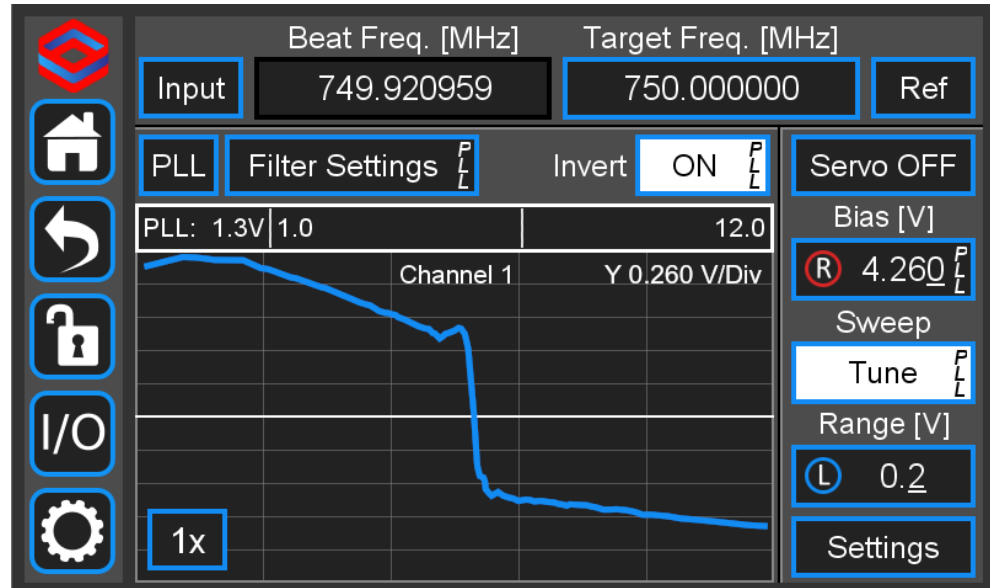 Beat Freq. [MHz] Target Freq. [MHz]
Input 749.920959 750.000000 Ref
PLL Filter Settings PLL Invert ON PLL Servo OFF
PLL: 1.3V 1.0 12.0
Channel 1 Y 0.260 V/Div
Bias [V]
R 4.260 PLL
Sweep
Tune PLL
I/O
Range [V]
L 0.2
1x
Settings